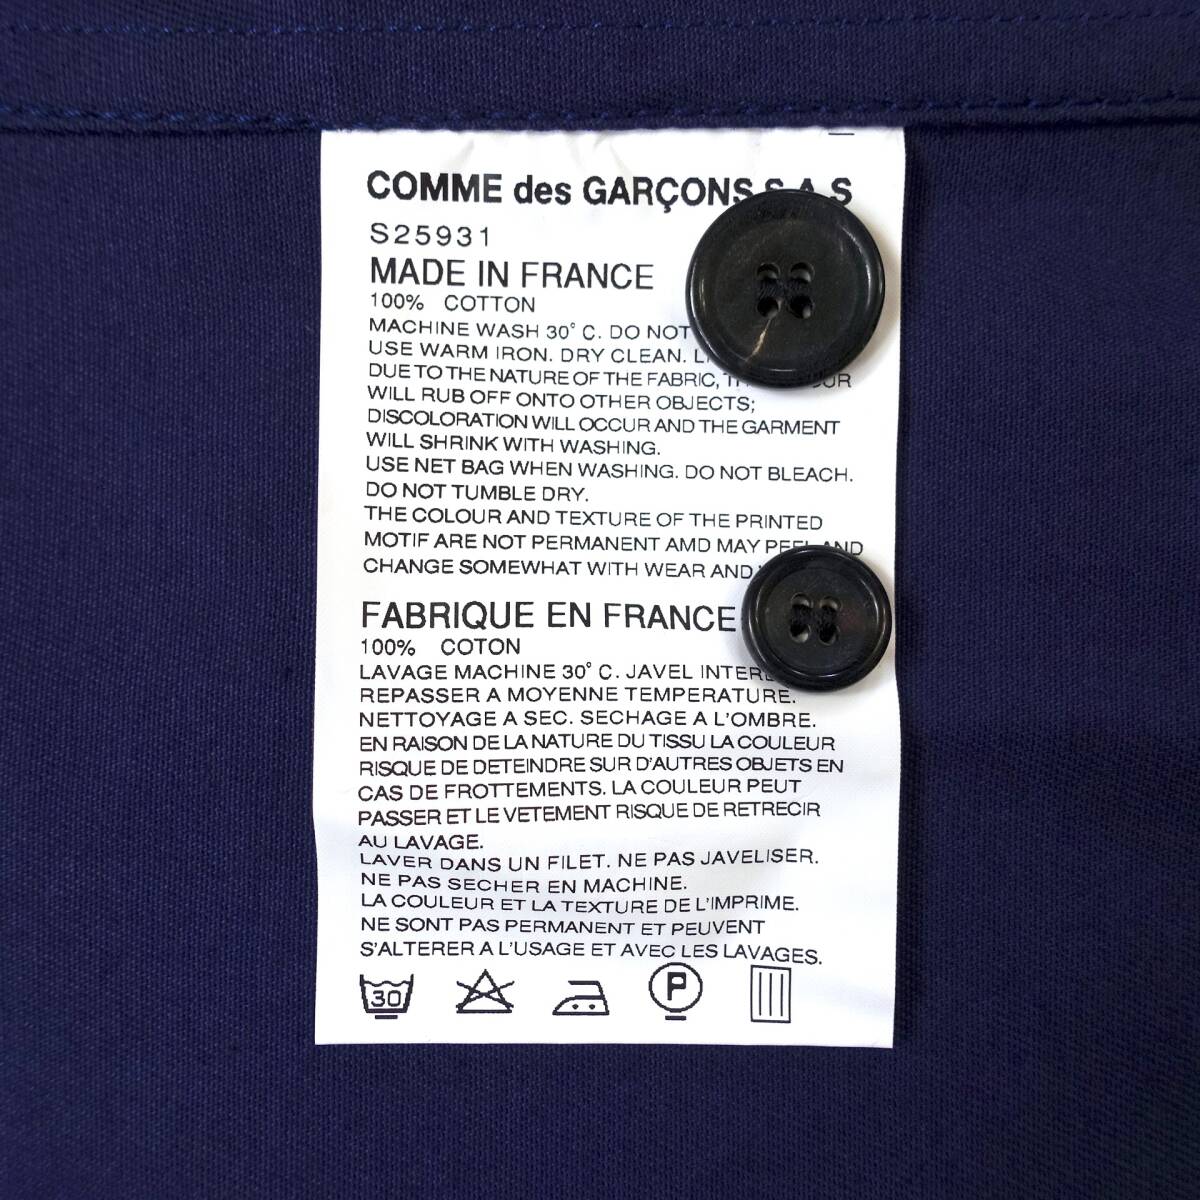 COMME des GARÇONS S.A.S
S25931
MADE IN FRANCE
100% COTTON
MACHINE WASH 30° C. DO NOT
USE WARM IRON. DRY CLEAN.
DUE TO THE NATURE OF THE FABRIC,
WILL RUB OFF ONTO OTHER OBJECTS;
DISCOLORATION WILL OCCUR AND THE GARMENT
WILL SHRINK WITH WASHING.
USE NET BAG WHEN WASHING. DO NOT BLEACH.
DO NOT TUMBLE DRY.
THE COLOUR AND TEXTURE OF THE PRINTED
MOTIF ARE NOT PERMANENT AMD MAY PEEL AND
CHANGE SOMEWHAT WITH WEAR AND
FABRIQUE EN FRANCE
100% COTON
LAVAGE MACHINE 30° C. JAVEL
REPASSER A MOYENNE TEMPERATURE.
NETTOYAGE A SEC. SECHAGE A L'OMBRE.
EN RAISON DE LA NATURE DU TISSU LA COULEUR
RISQUE DE DETEINDRE SUR D'AUTRES OBJETS EN
CAS DE FROTTEMENTS. LA COULEUR PEUT
PASSER ET LE VETEMENT RISQUE DE RETRECIR
AU LAVAGE.
LAVER DANS UN FILET. NE PAS JAVELISER.
NE PAS SECHER EN MACHINE.
LA COULEUR ET LA TEXTURE DE L'IMPRIME.
NE SONT PAS PERMANENT ET PEUVENT
S'ALTERER A L'USAGE ET AVEC LES LAVAGES.
30 P